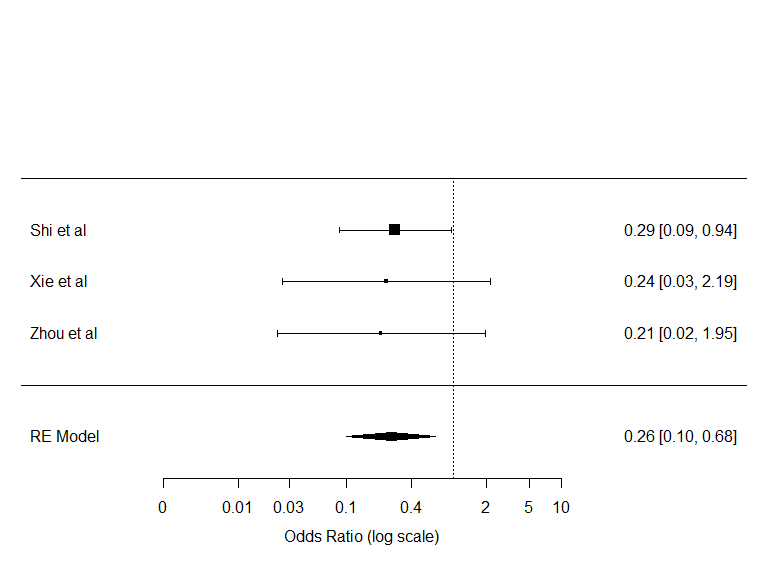 Shi et al 0.29 [0.09, 0.94]
Xie et al 0.24 [0.03, 2.19]
Zhou et al 0.21 [0.02, 1.95]
RE Model 0.26 [0.10, 0.68]
0 0.01 0.03 0.1 0.4 2 5 10
Odds Ratio (log scale)